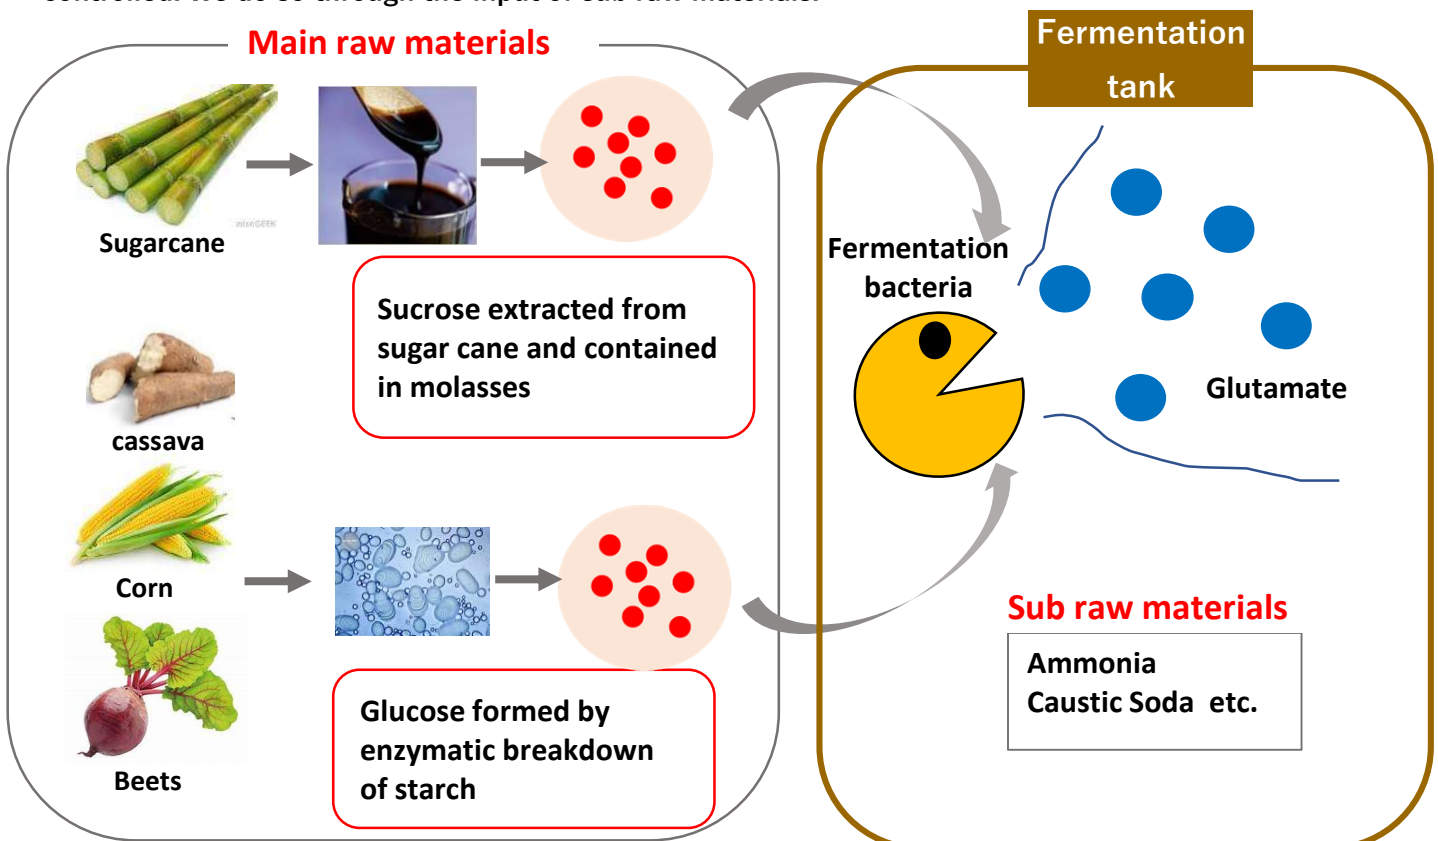 Main raw materials
Sugarcane
wiseGEEK
Sucrose extracted from
sugar cane and contained
in molasses
cassava
Corn
Beets
Glucose formed by
enzymatic breakdown
of starch
Fermentation
tank
Fermentation
bacteria
Glutamate
Sub raw materials
Ammonia
Caustic Soda etc.